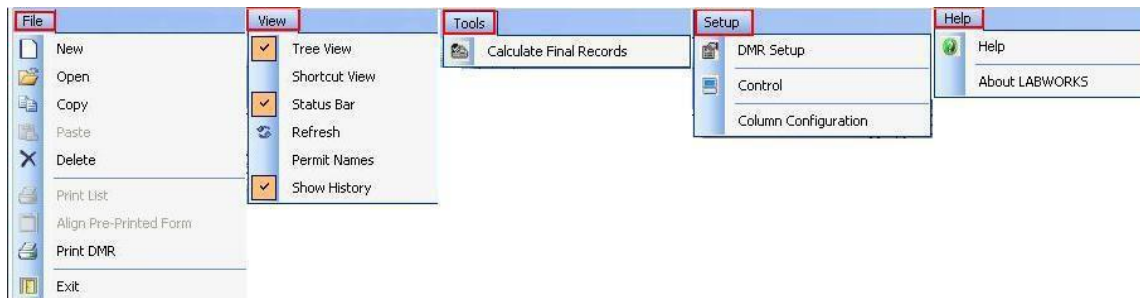 File
New
Open
Copy
Paste
Delete
Print List
Align Pre-Printed Form
Print DMR
Exit
View
Tree View
Shortcut View
Status Bar
Refresh
Permit Names
Show History
Tools
Calculate Final Records
Setup
DMR Setup
Control
Column Configuration
Help
Help
About LABWORKS